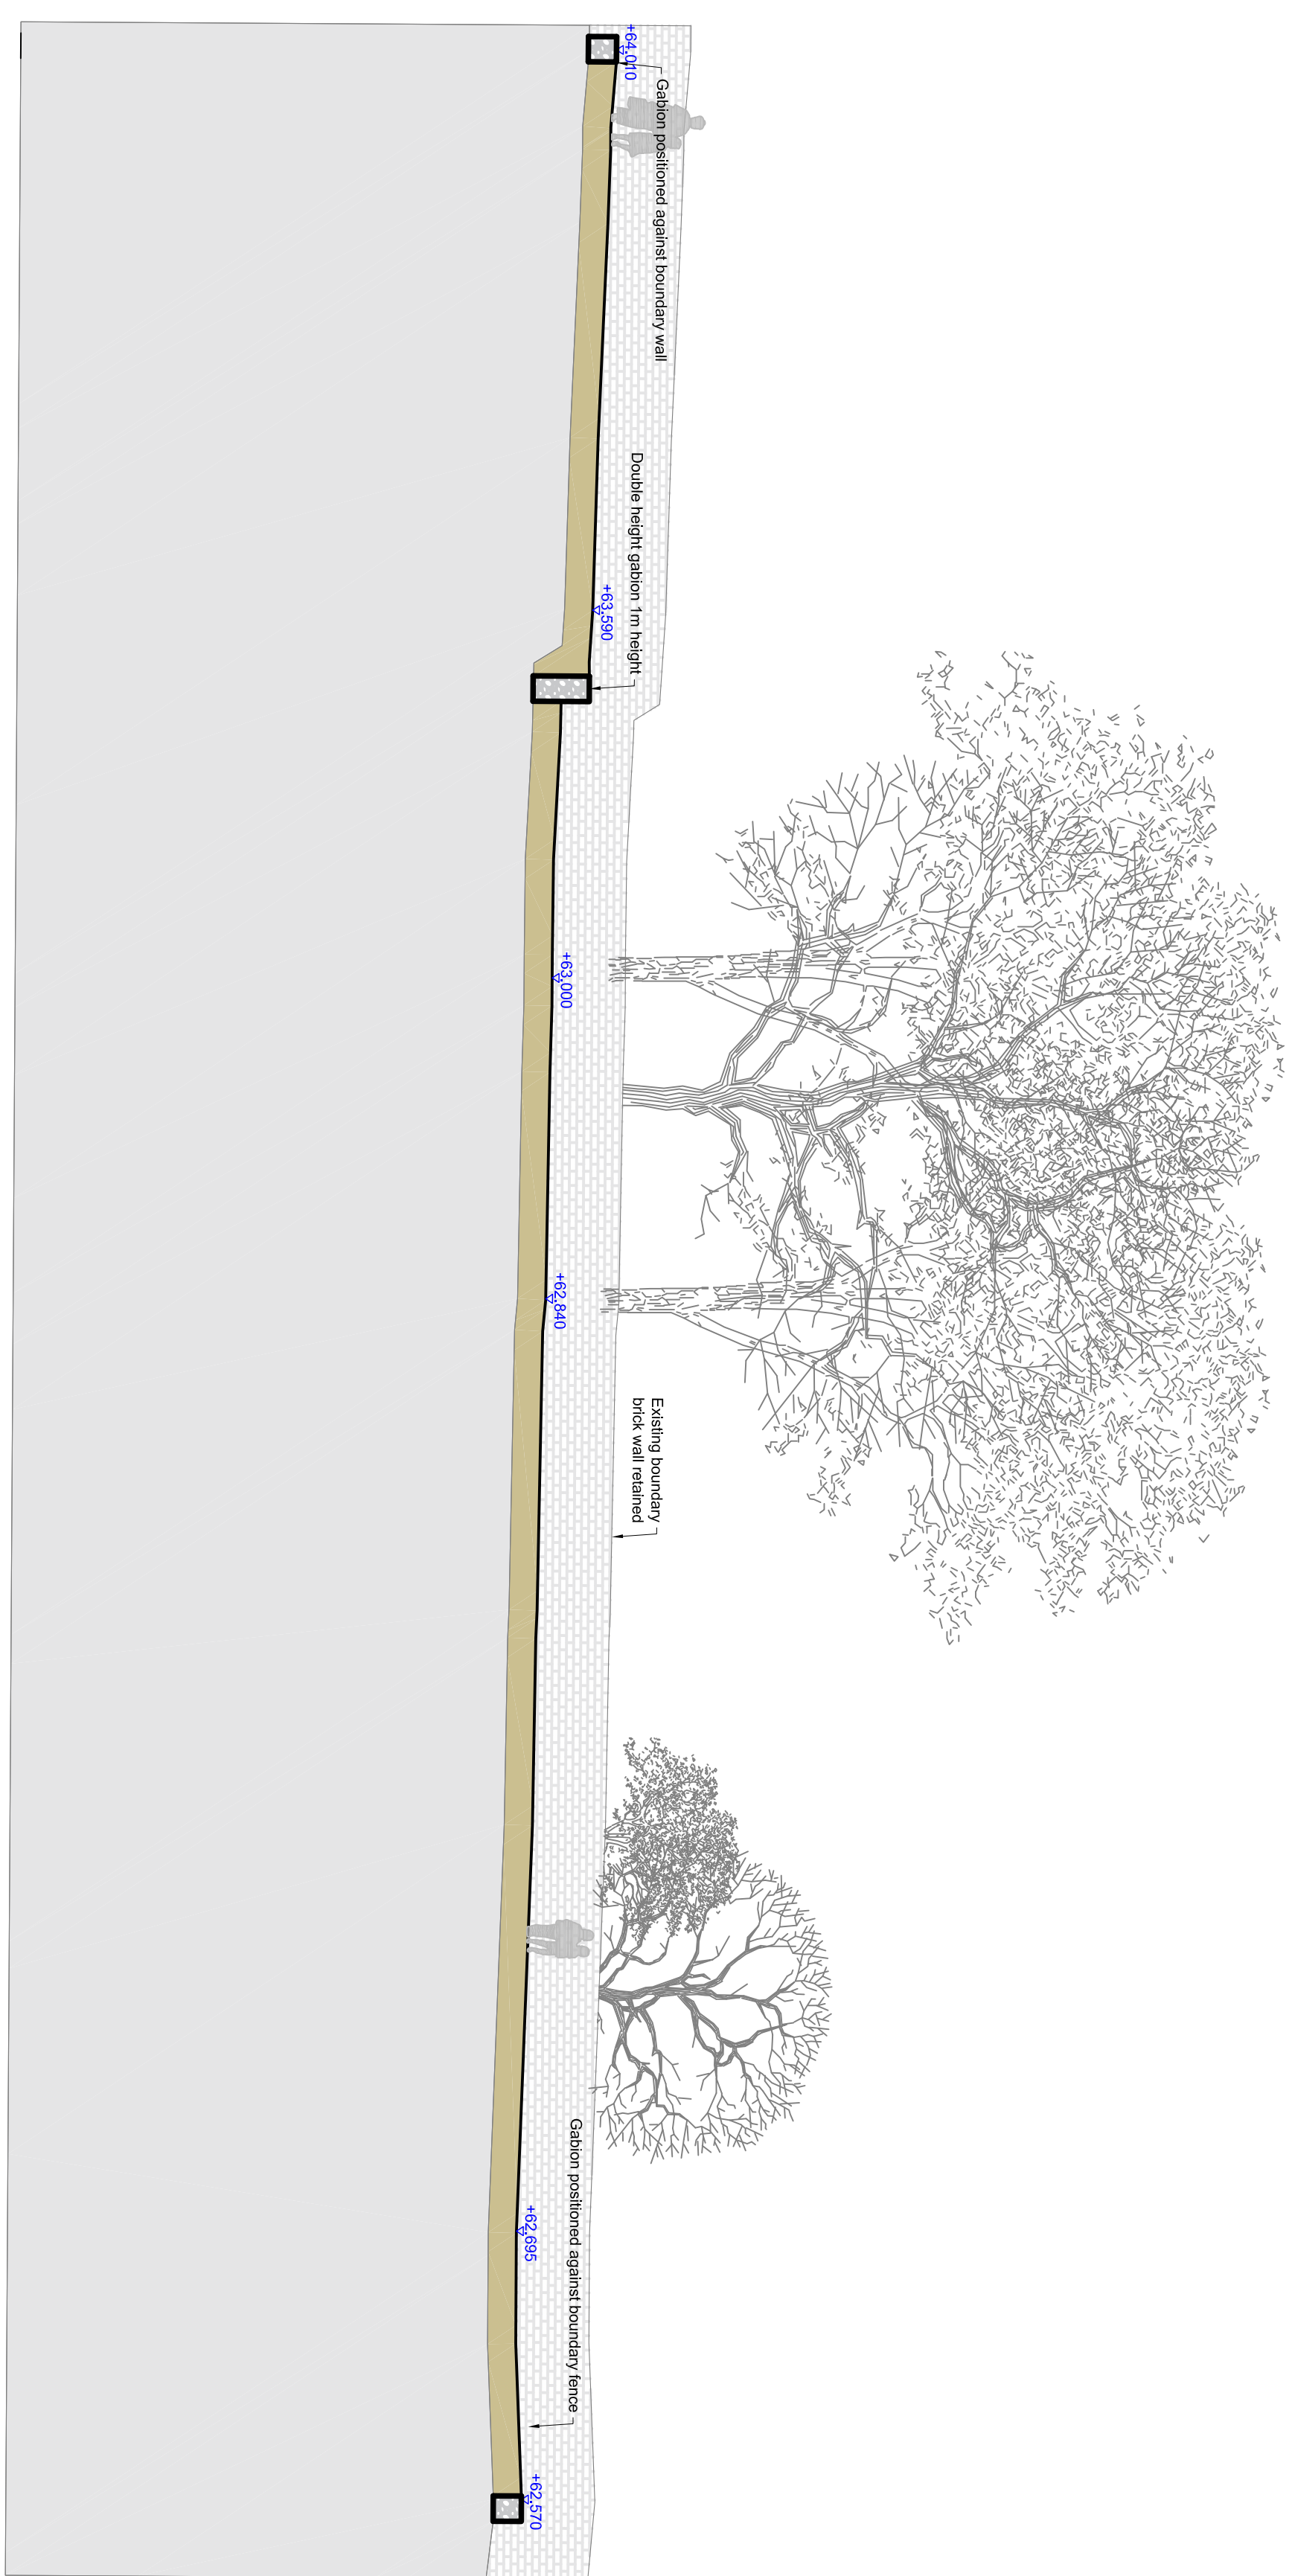 +64.010
Gabion positioned against boundary wall
Double height gabion 1m height
+63.590
+63.000
+62.840
Existing boundary
brick wall retained
Gabion positioned against boundary fence
+62.695
+62.570